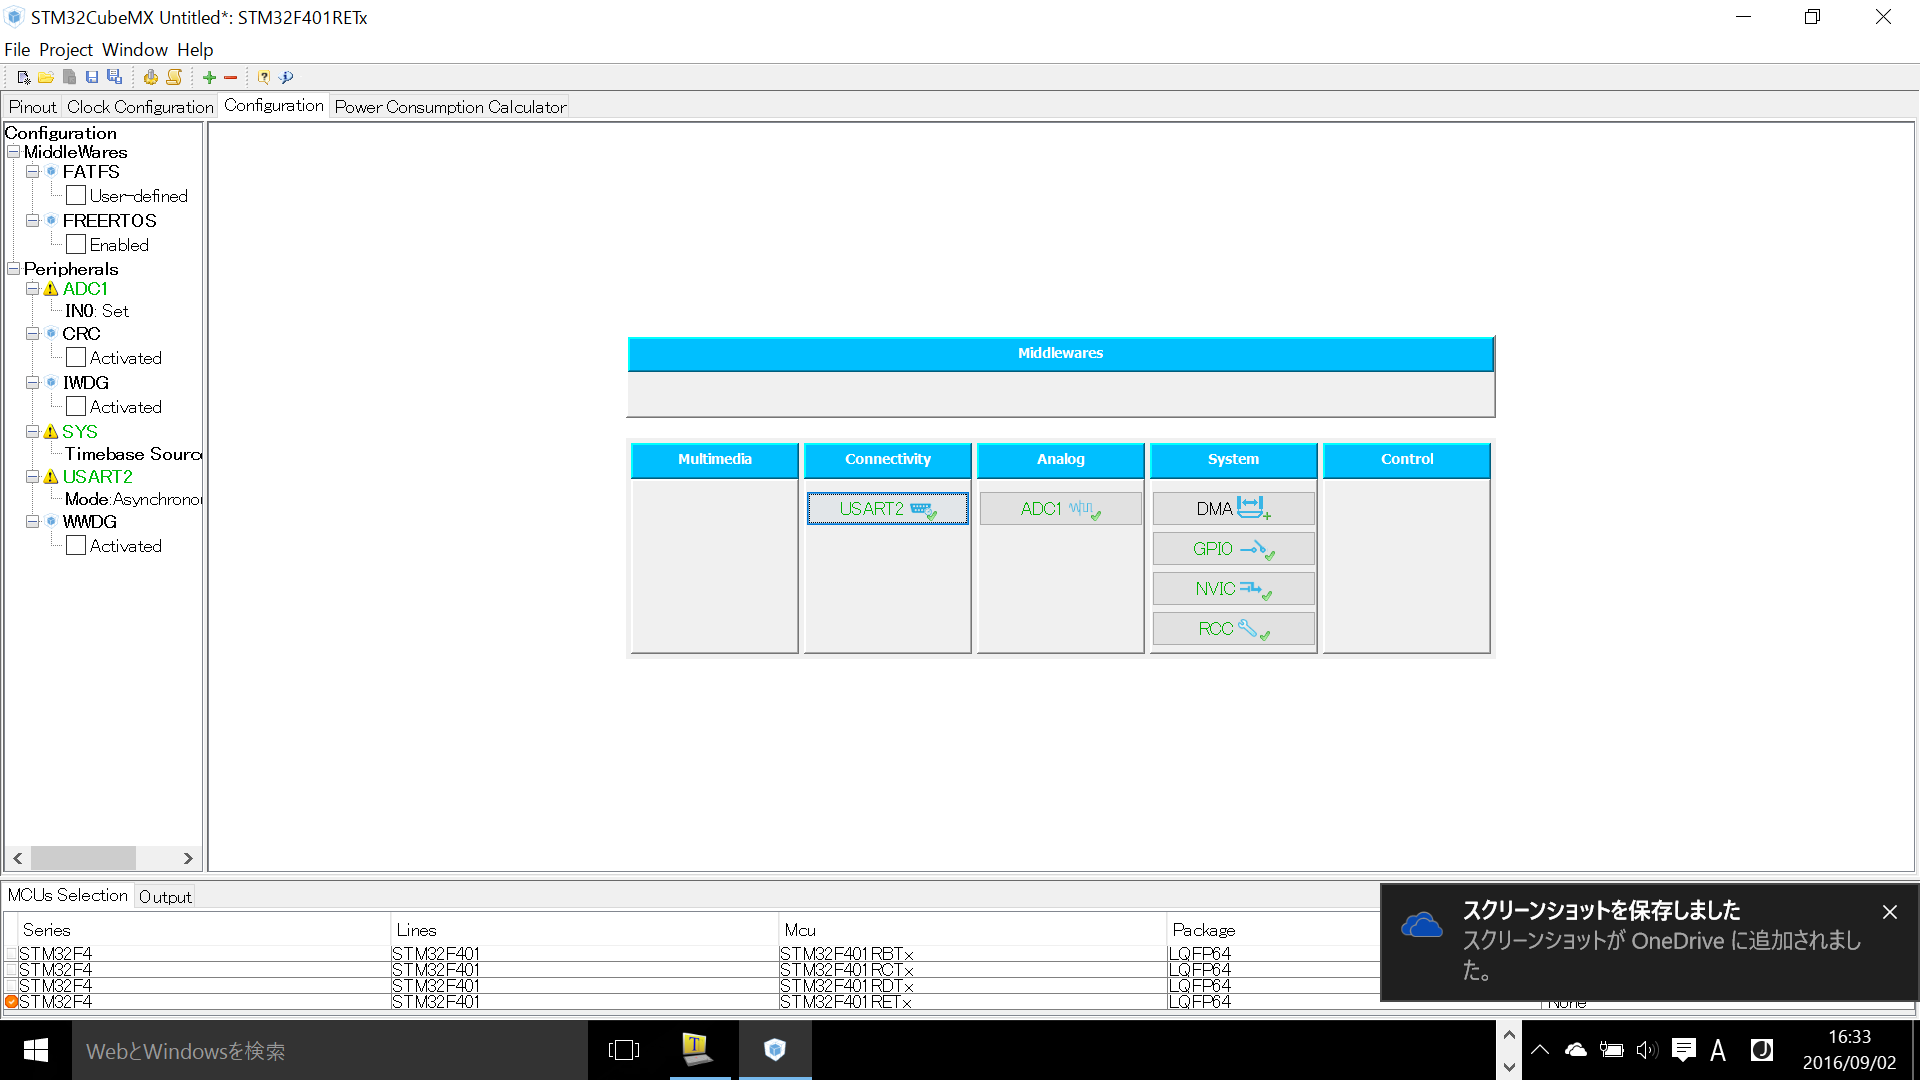 STM32CubeMX Untitled*: STM32F401RETx
File Project Window Help
Pinout Clock Configuration Configuration Power Consumption Calculator
Configuration
MiddleWares
FATFS
User-defined
FREERTOS
Enabled
Peripherals
ADC1
IN0: Set
CRC
Activated
IWDG
Activated
SYS
Timebase Sourc
USART2
Mode:Asynchrono
WWDG
Activated
Middlewares
Multimedia Connectivity Analog System Control
USART2 ADC1 DMA
GPIO
NVIC
RCC
MCUs Selection Output
Series Lines Mcu Package
STM32F4 STM32F401 STM32F401RBTx LQFP64
STM32F4 STM32F401 STM32F401RCTx LQFP64
STM32F4 STM32F401 STM32F401RDTx LQFP64
STM32F4 STM32F401 STM32F401RETx LQFP64 None
スクリーンショットを保存しました
スクリーンショットが OneDrive に追加されまし
た。
WebとWindowsを検索
A
16:33
2016/09/02